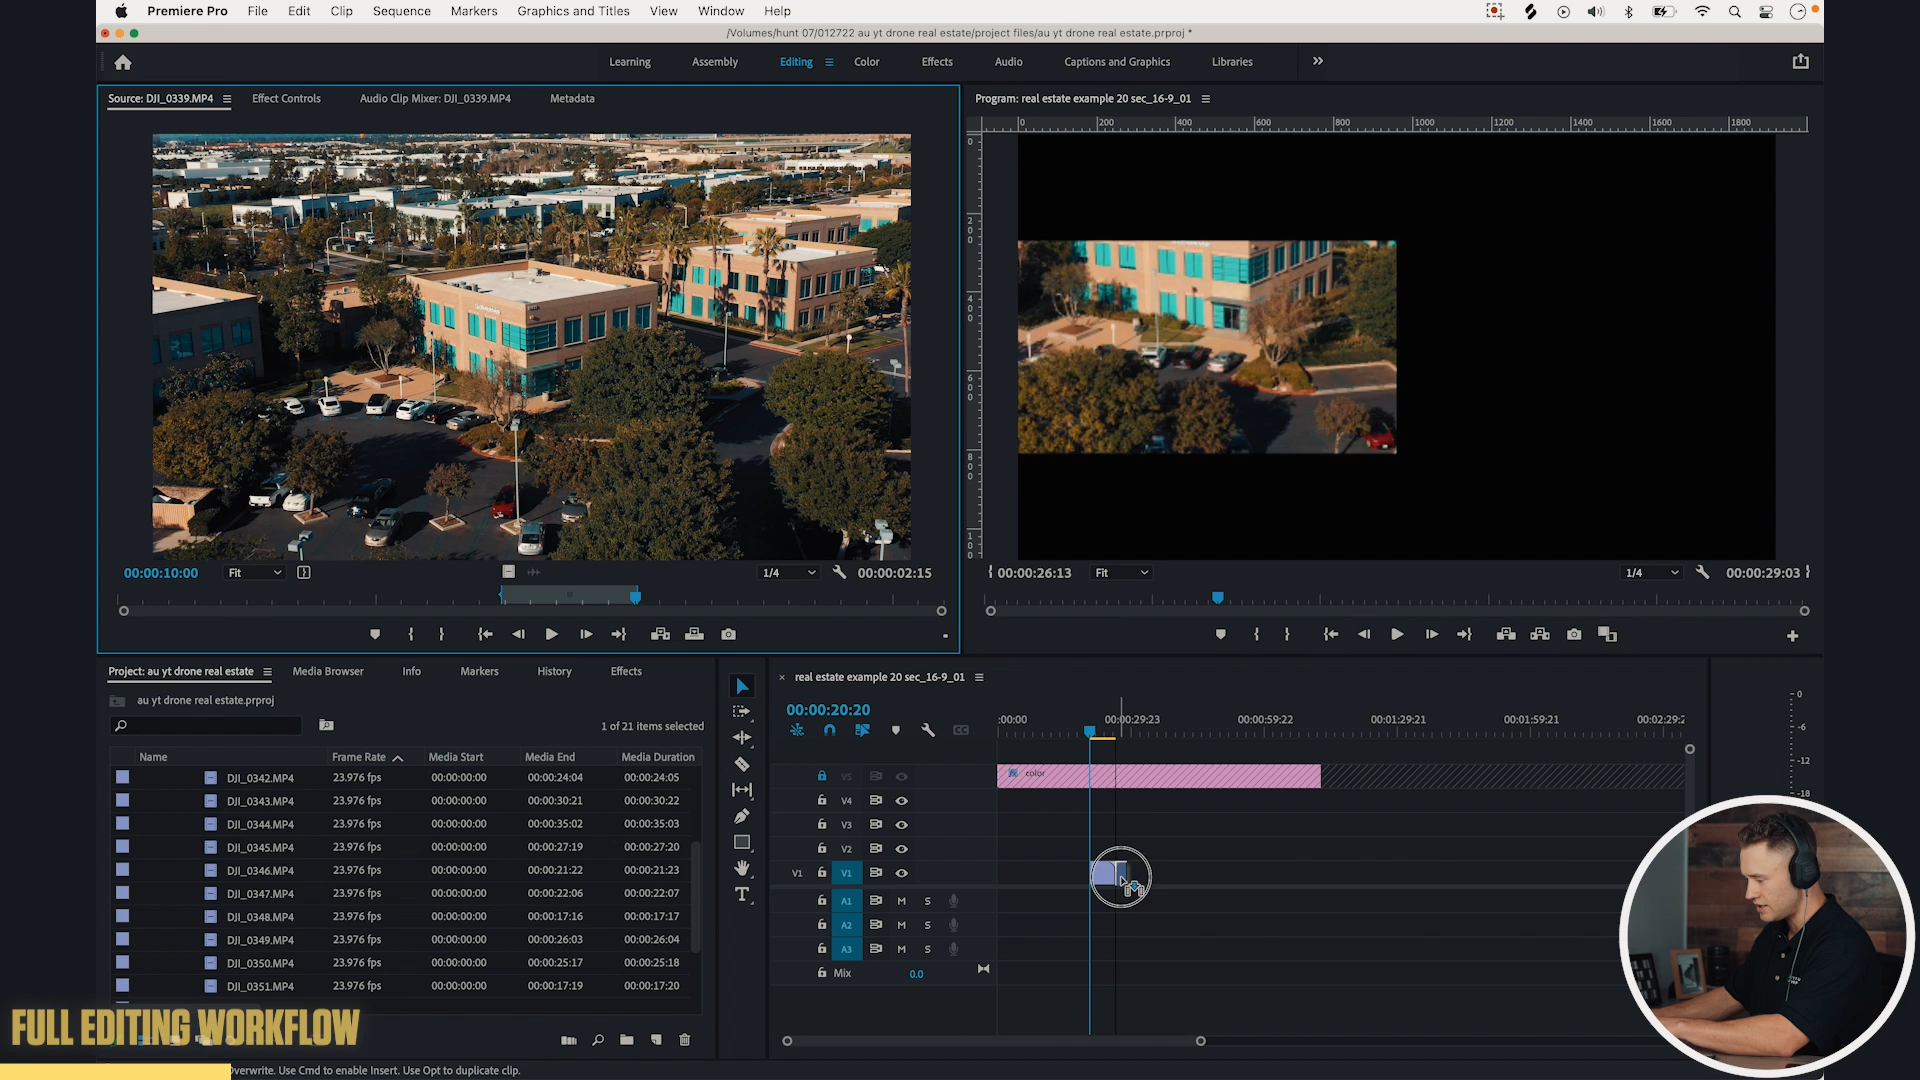 Premiere Pro File Edit Clip Sequence Markers Graphics and Titles View Window Help
/Volumes/hunt 07/012722 au yt drone real estate/project files/au yt drone real estate.prproj *
Learning Assembly Editing Color Effects Audio Captions and Graphics Libraries
Source: DJI_0339.MP4 Effect Controls Audio Clip Mixer: DJI_0339.MP4 Metadata
Program: real estate example 20 sec_16-9_01
0 200 400 600 800 1000 1200 1400 1600 1800
0
200
400
600
800
00:00:10:00 Fit 1/4 00:00:02:15
00:00:26:13 Fit 1/4 00:00:29:03
Project: au yt drone real estate Media Browser Info Markers History Effects
au yt drone real estate.prproj
1 of 21 items selected
Name Frame Rate Media Start Media End Media Duration
DJI_0342.MP4 23.976 fps 00:00:00:00 00:00:24:04 00:00:24:05
DJI_0343.MP4 23.976 fps 00:00:00:00 00:00:30:21 00:00:30:22
DJI_0344.MP4 23.976 fps 00:00:00:00 00:00:35:02 00:00:35:03
DJI_0345.MP4 23.976 fps 00:00:00:00 00:00:27:19 00:00:27:20
DJI_0346.MP4 23.976 fps 00:00:00:00 00:00:21:22 00:00:21:23
DJI_0347.MP4 23.976 fps 00:00:00:00 00:00:22:06 00:00:22:07
DJI_0348.MP4 23.976 fps 00:00:00:00 00:00:17:16 00:00:17:17
DJI_0349.MP4 23.976 fps 00:00:00:00 00:00:26:03 00:00:26:04
DJI_0350.MP4 23.976 fps 00:00:00:00 00:00:25:17 00:00:25:18
DJI_0351.MP4 23.976 fps 00:00:00:00 00:00:17:19 00:00:17:20
real estate example 20 sec_16-9_01
00:00:20:20
:00:00 00:00:29:23 00:00:59:22 00:01:29:21 00:01:59:21 00:02:29:2
V5
fx color
V4
V3
V2
V1 V1
A1 M S
A2 M S
A3 M S
Mix 0.0
0
-6
-12
-18
FULL EDITING WORKFLOW
Overwrite. Use Cmd to enable Insert. Use Opt to duplicate clip.